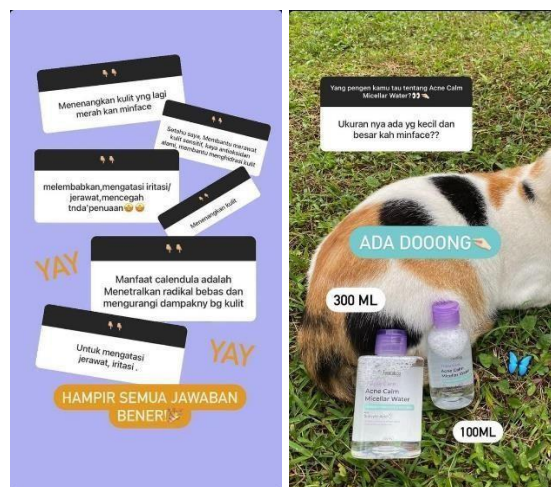 Menenangkan kulit yng lagi
merah kan minface
Setahu saya, Membantu merawat
kulit sensitif, kaya antioksidan
alami, membantu menghidrasi kulit
melembabkan,mengatasi iritasi/
jerawat,mencegah
tnda'penuaan
Menenangkan kulit
YAY
Manfaat calendula adalah
Menetralkan radikal bebas dan
mengurangi dampakny bg kulit
Untuk mengatasi
jerawat, iritasi .
YAY
HAMPIR SEMUA JAWABAN
BENER!
Yang pengen kamu tau tentang Acne Calm
Micellar Water?
Ukuran nya ada yg kecil dan
besar kah minface??
ADA DOOONG
300 ML
Acne Calm
Micellar Water
Acne Calm
Micellar Water
100ML